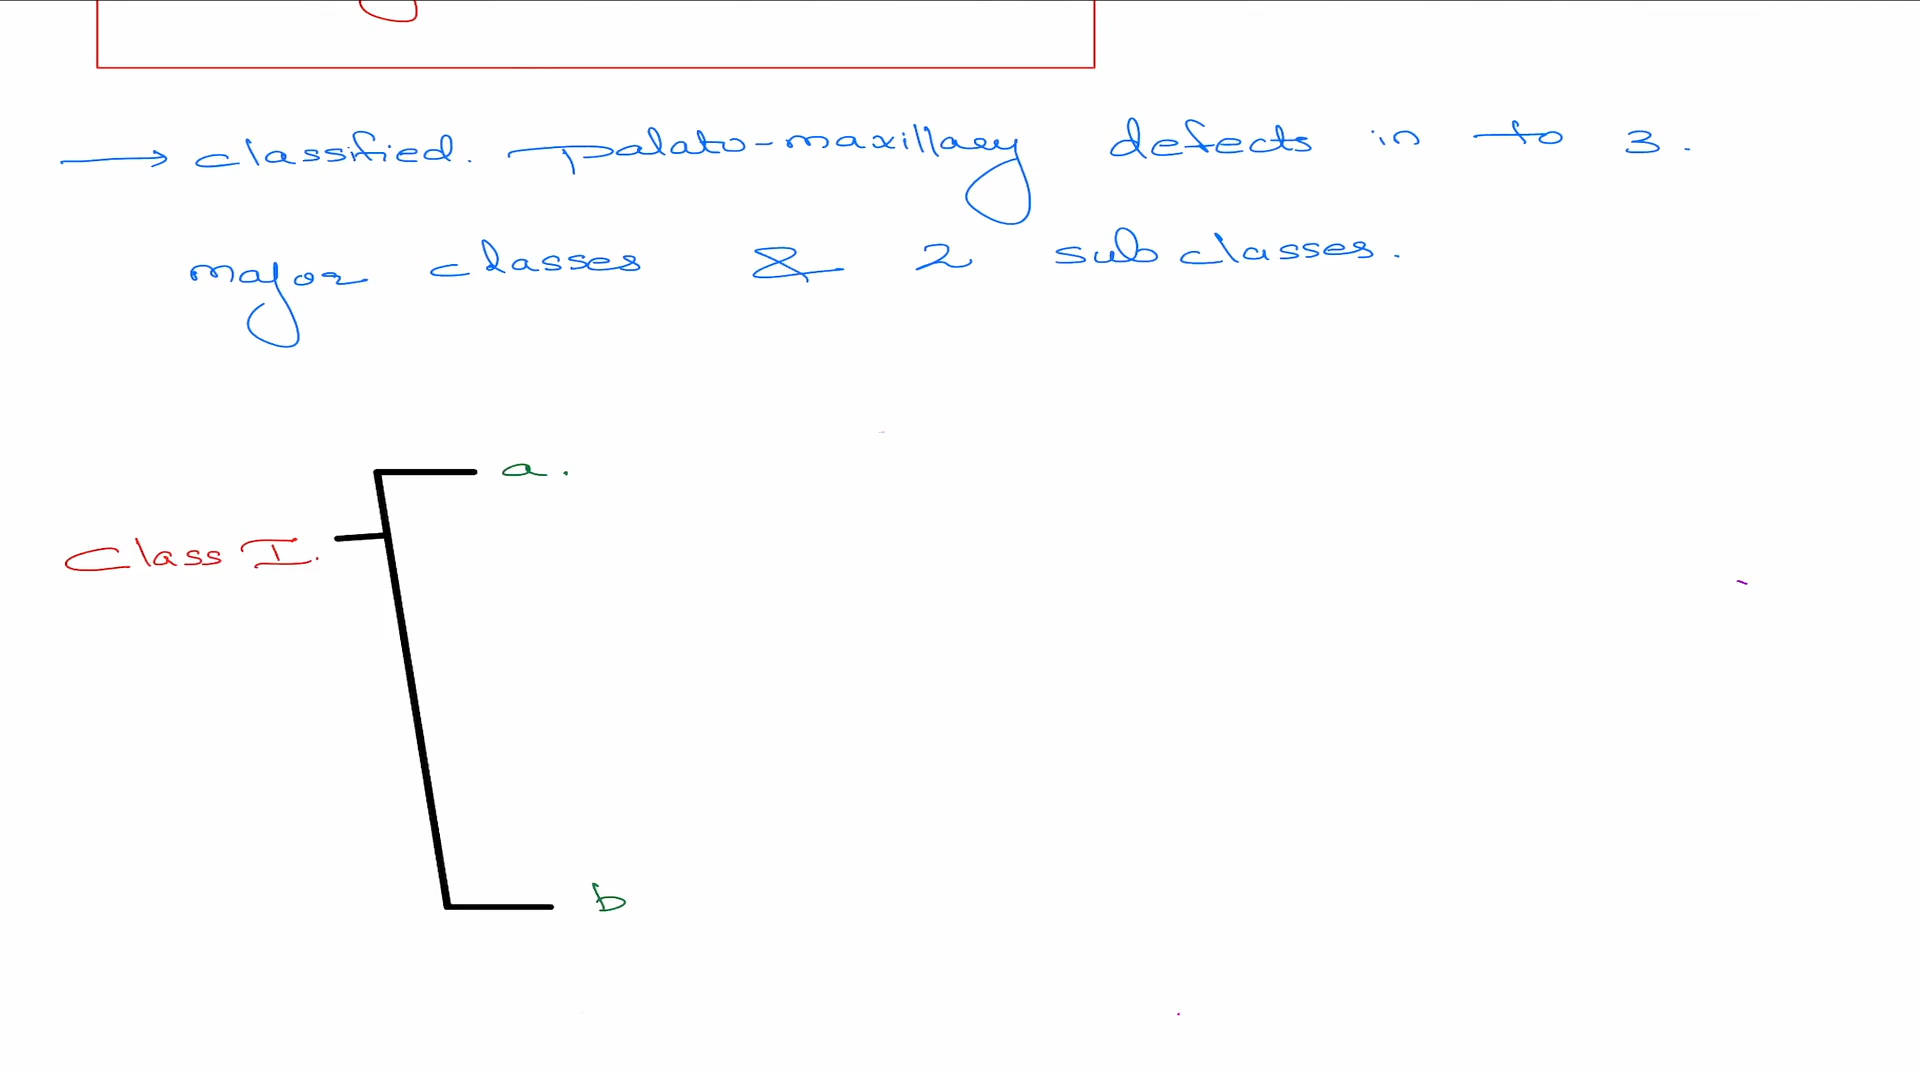 → classified. palato-maxillary defects in to 3.
major classes & 2 sub classes.
a.
Class I.
b